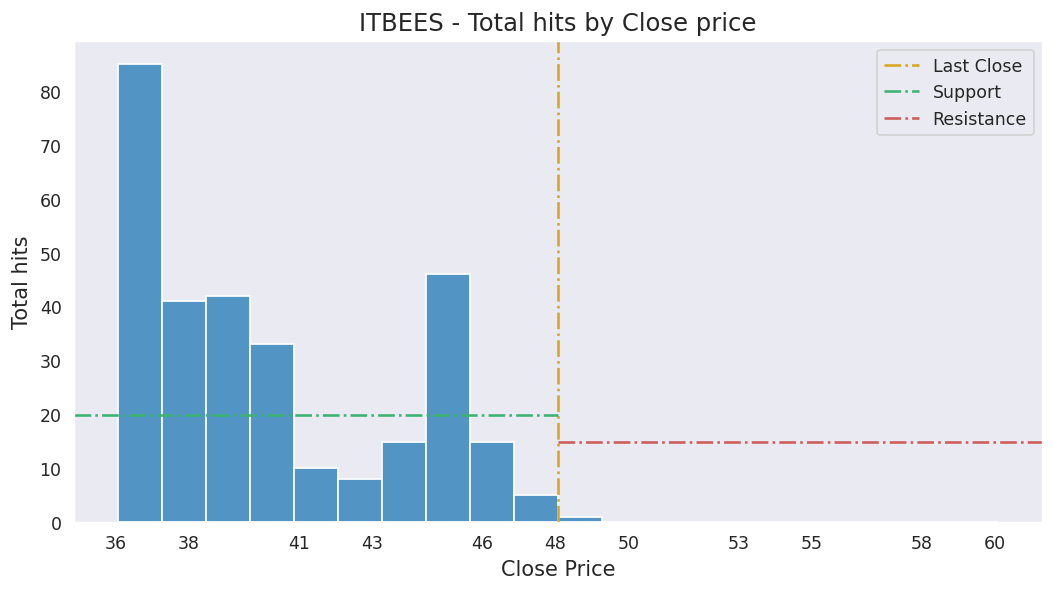 ITBEES - Total hits by Close price
Last Close
Support
Resistance
Total hits
80
70
60
50
40
30
20
10
0
36 38 41 43 46 48 50 53 55 58 60
Close Price